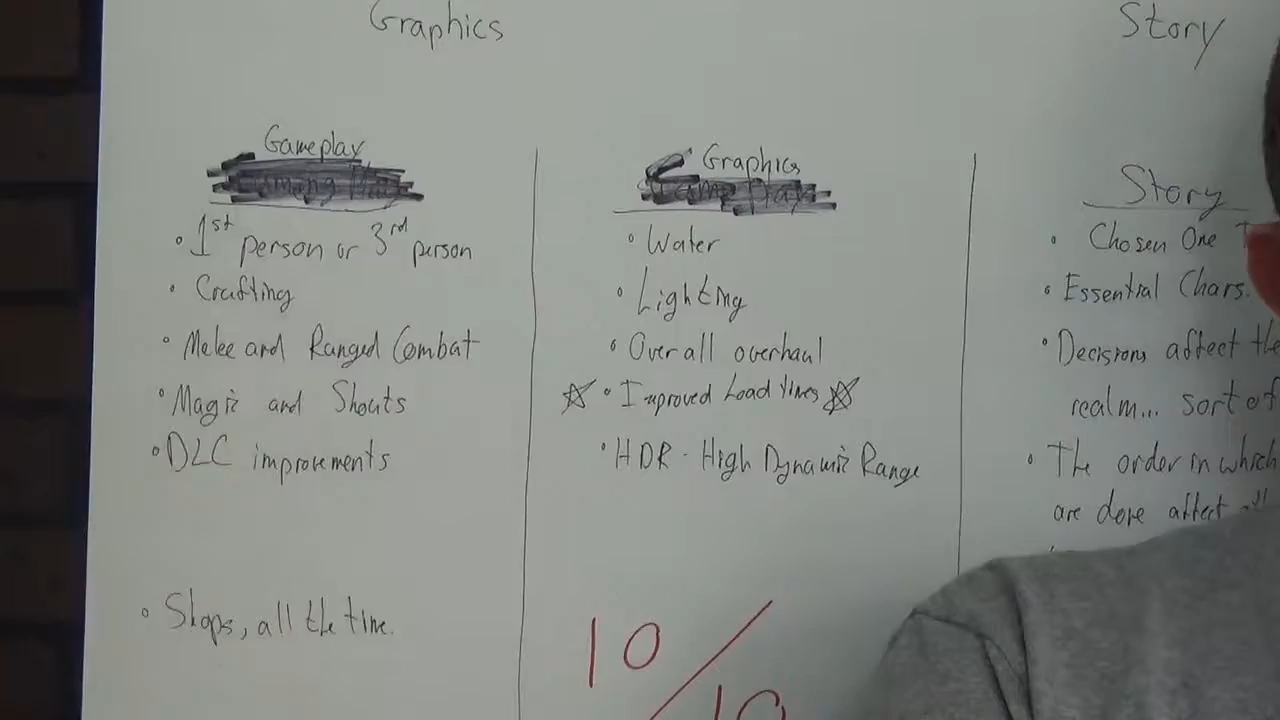 Graphics
Story
Gameplay
• 1st person or 3rd person
• Crafting
• Melee and Ranged Combat
• Magic and Shouts
• DLC improvements
• Shops, all the time.
Graphics
• Water
• Lighting
• Overall overhaul
• Improved Load times
• HDR - High Dynamic Range
10/10
Story
• Chosen One
• Essential Chars.
• Decisions affect the
realm... sort of
• The order in which
are done affect